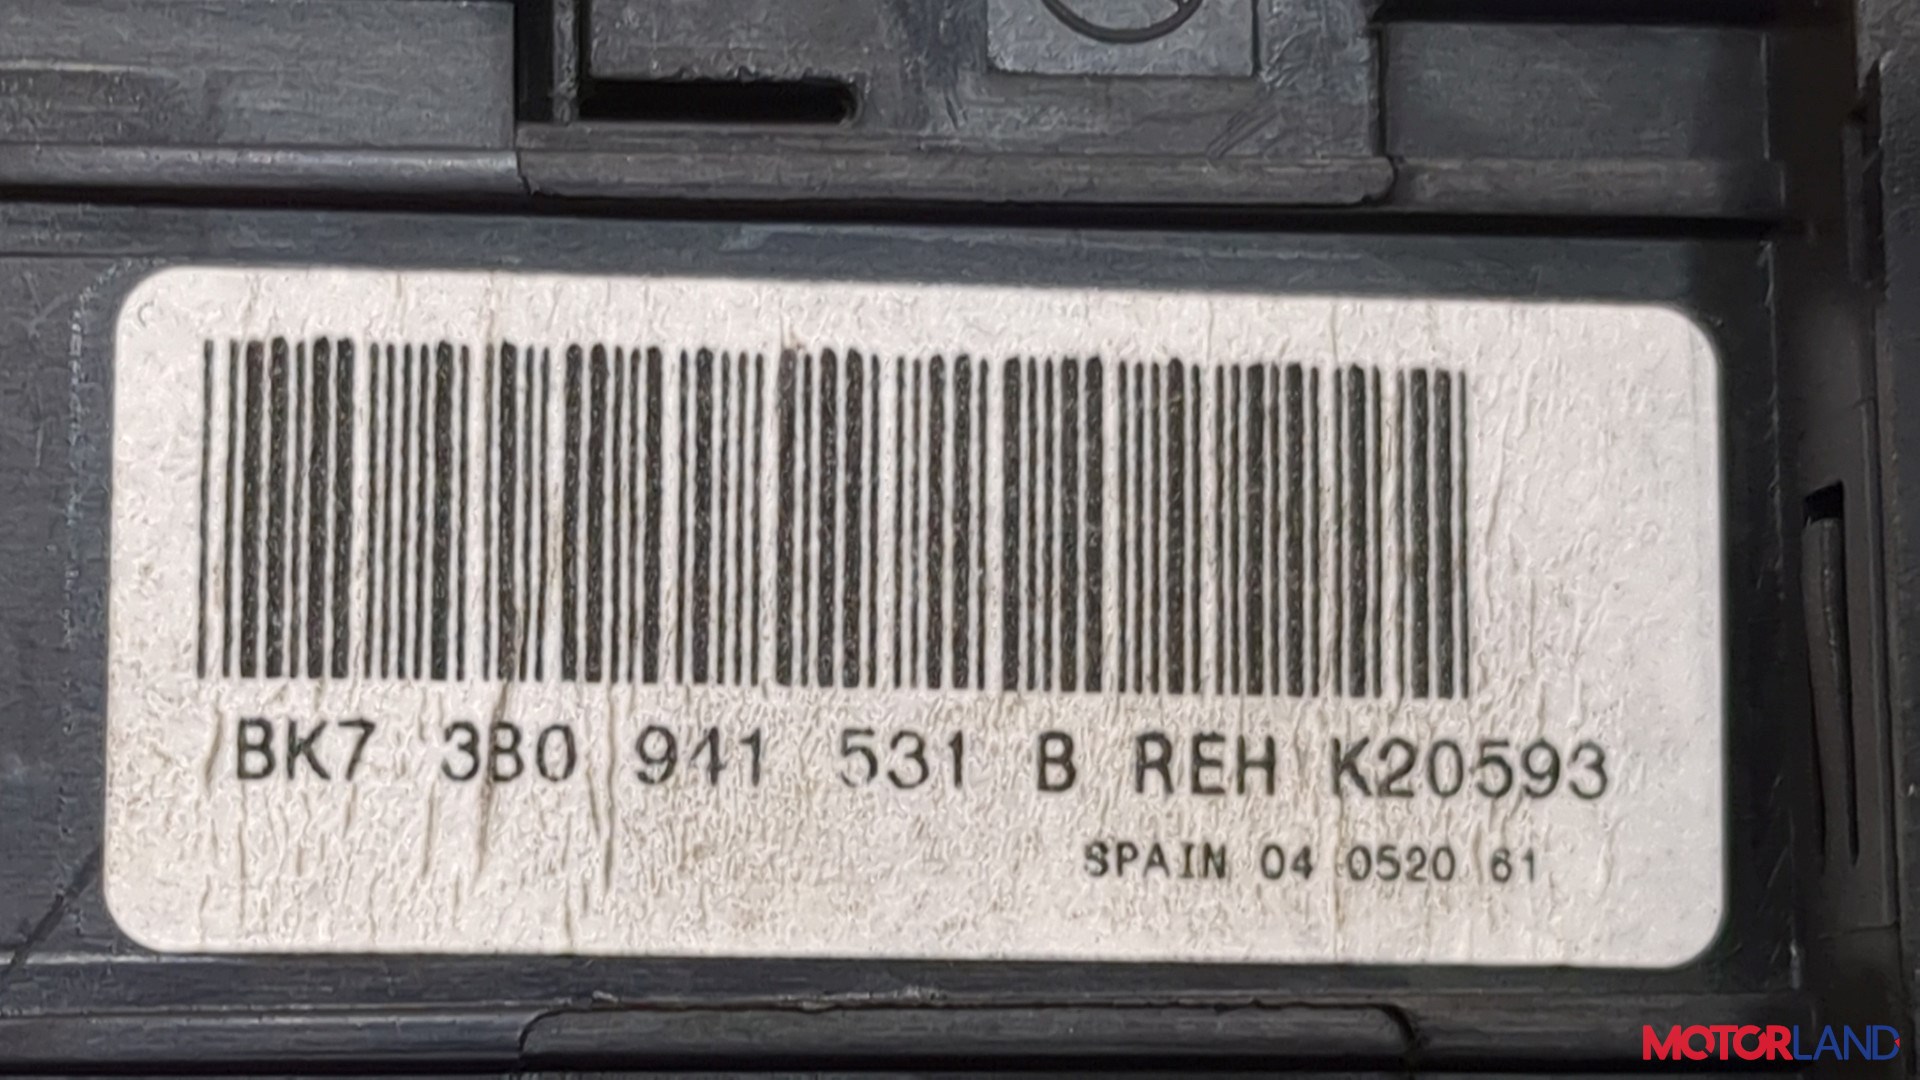 BK7 3B0 941 531 B REH K20593
SPAIN 04 0520 61
MOTORLAND